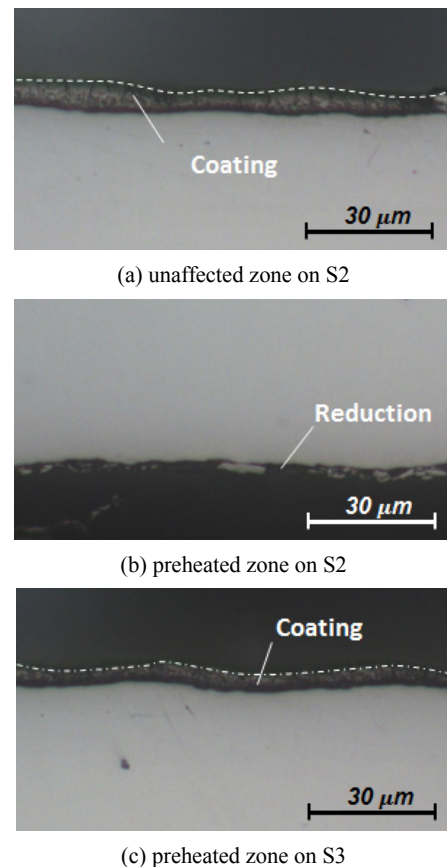 Coating
30 μm
(a) unaffected zone on S2
Reduction
30 μm
(b) preheated zone on S2
Coating
30 μm
(c) preheated zone on S3